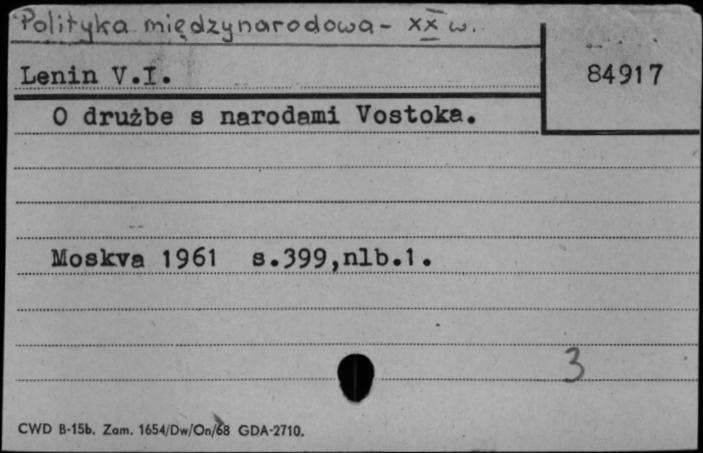 Polityka międzynarodowa - XX w.
Lenin V.I.
84917
O drużbe s narodami Vostoka.
Moskva 1961 s.399,nlb.1.
3
CWD B-15b. Zam. 1654/Dw/On/68 GDA-2710.